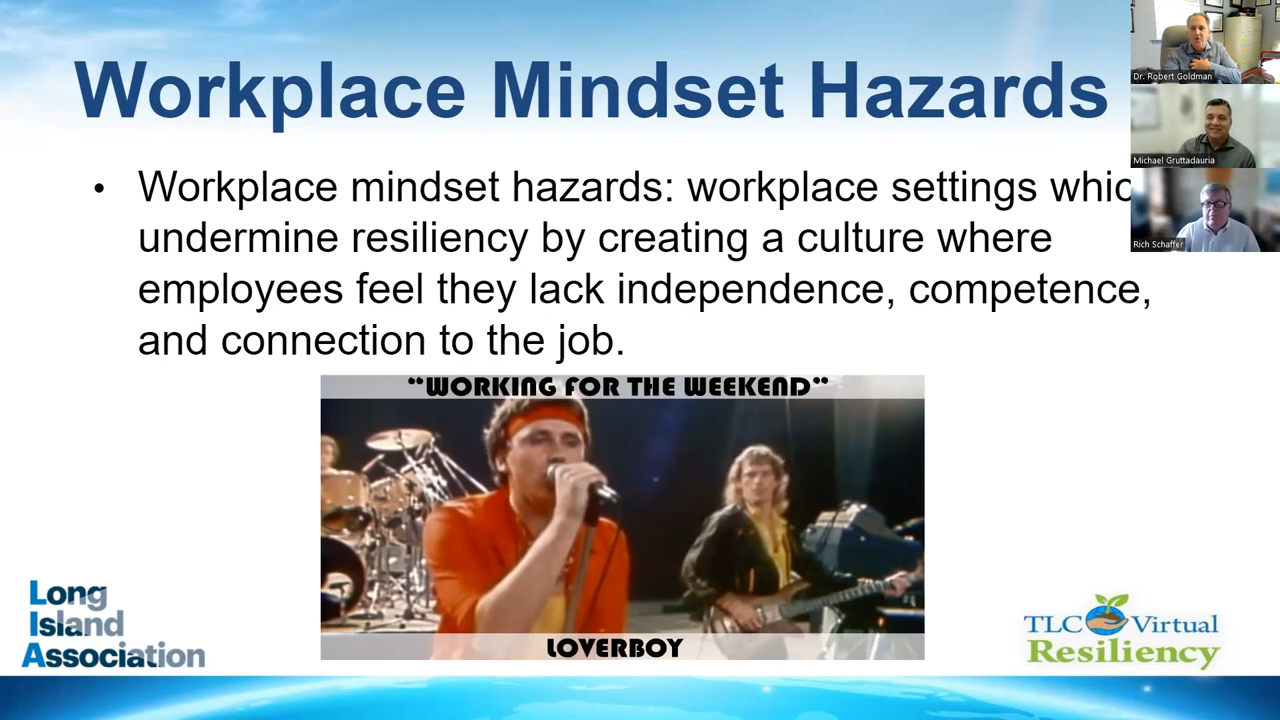 Workplace Mindset Hazards
Dr. Robert Goldman
Michael Gruttadauria
Rich Schaffer
• Workplace mindset hazards: workplace settings whic
undermine resiliency by creating a culture where
employees feel they lack independence, competence,
and connection to the job.
“WORKING FOR THE WEEKEND”
LOVERBOY
Long
Island
Association
TLC Virtual
Resiliency